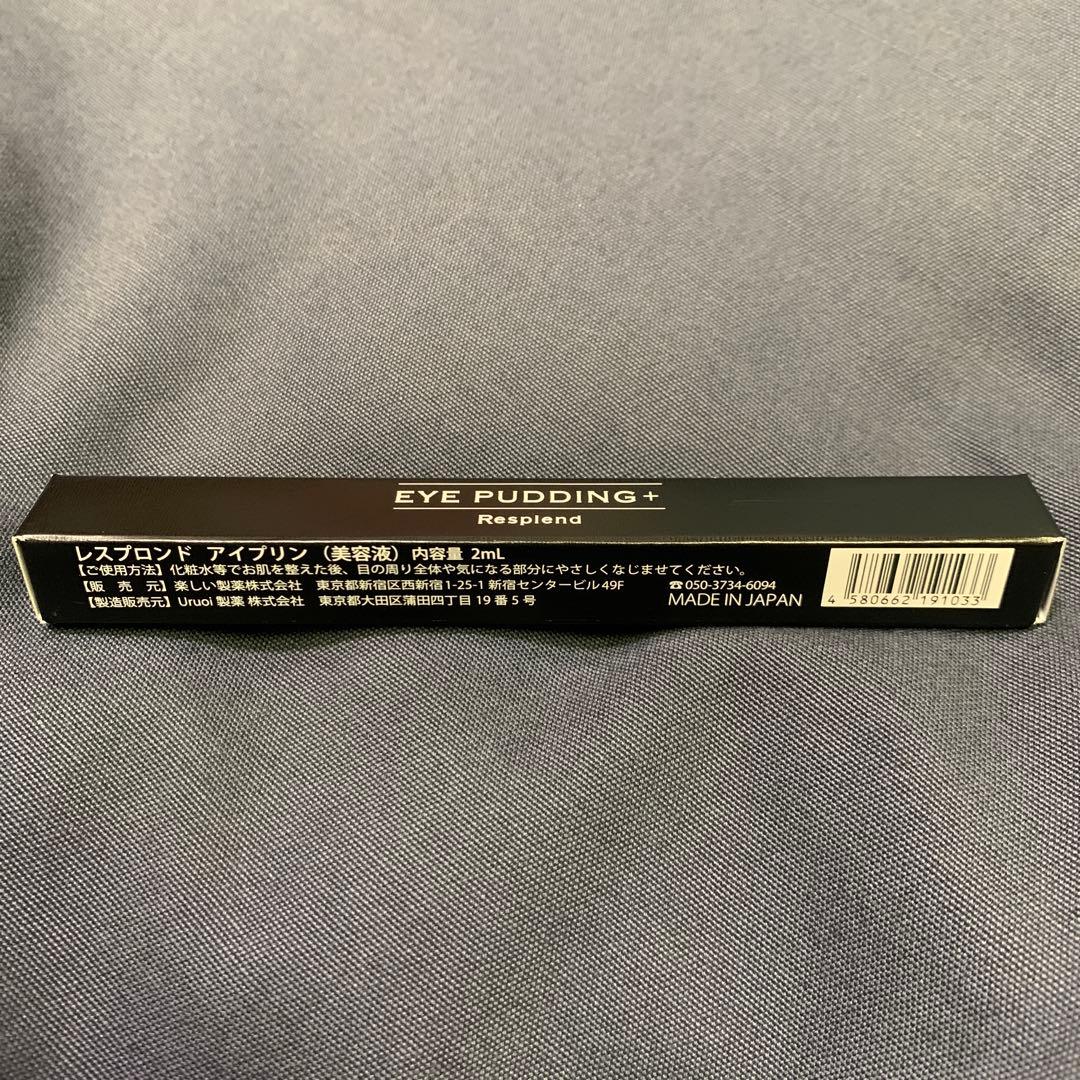 EYE PUDDING+
Resplend
レスプロンド アイプリン（美容液）内容量 2mL
【ご使用方法】化粧水等でお肌を整えた後、目の周り全体や気になる部分にやさしくなじませてください。
【販 売 元】楽しい製薬株式会社 東京都新宿区西新宿1-25-1 新宿センタービル49F ☎050-3734-6094
【製造販売元】Uruoi 製薬 株式会社 東京都大田区蒲田四丁目 19 番 5 号 MADE IN JAPAN
4 580662 191033